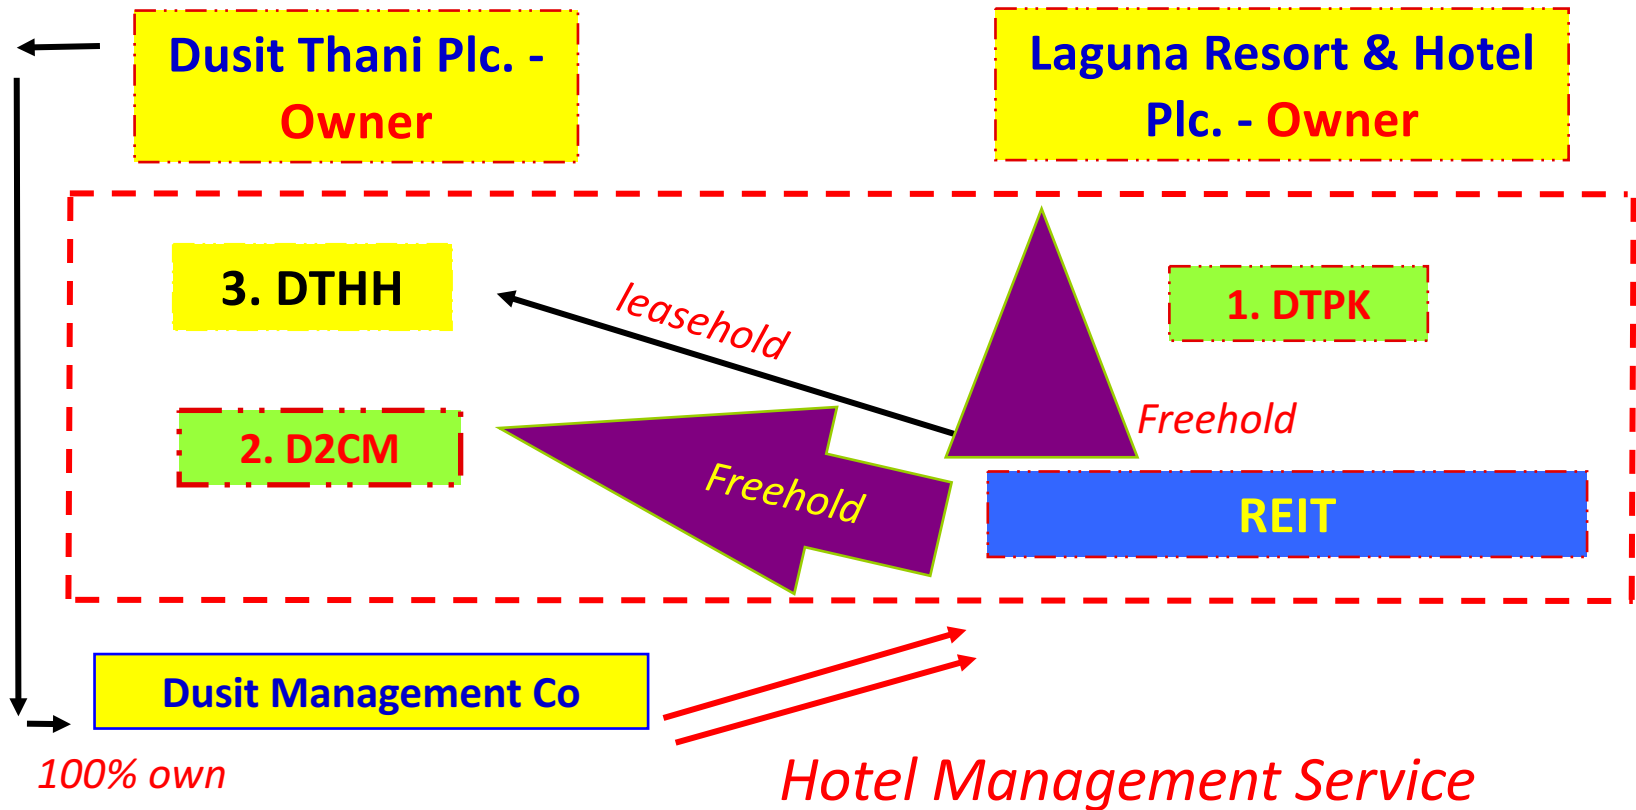 Dusit Thani Plc. -
Owner
Laguna Resort & Hotel
Plc. - Owner
3. DTHH
leasehold
1. DTPK
Freehold
2. D2CM
Freehold
REIT
Dusit Management Co
100% own
Hotel Management Service